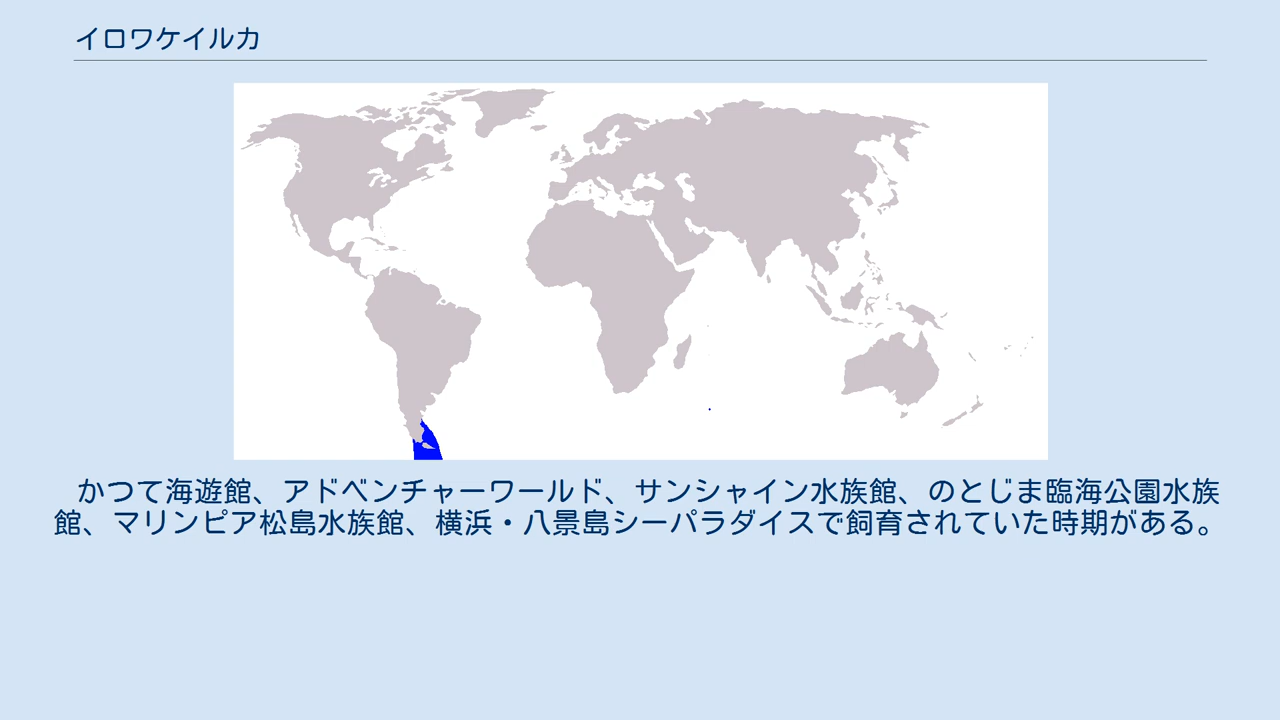 イロワケイルカ
かつて海遊館、アドベンチャーワールド、サンシャイン水族館、のとじま臨海公園水族
館、マリンピア松島水族館、横浜・八景島シーパラダイスで飼育されていた時期がある。